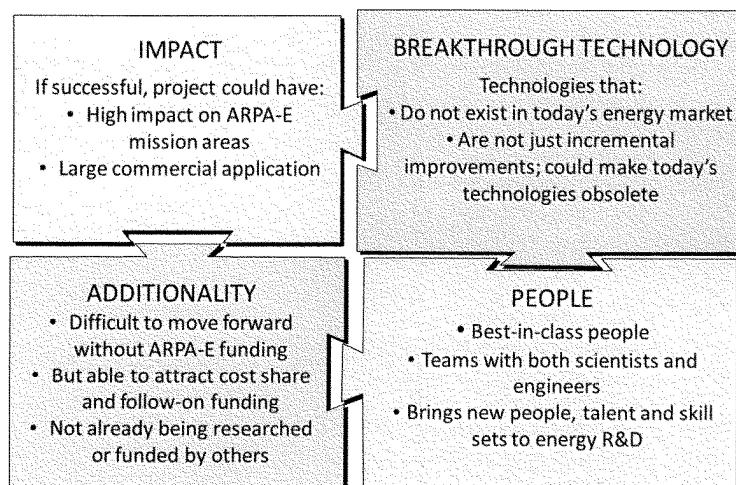 IMPACT
If successful, project could have:
• High impact on ARPA-E
mission areas
• Large commercial application
BREAKTHROUGH TECHNOLOGY
Technologies that:
• Do not exist in today's energy market
• Are not just incremental
improvements; could make today's
technologies obsolete
ADDITIONALITY
• Difficult to move forward
without ARPA-E funding
• But able to attract cost share
and follow-on funding
• Not already being researched
or funded by others
PEOPLE
• Best-in-class people
• Teams with both scientists and
engineers
• Brings new people, talent and skill
sets to energy R&D